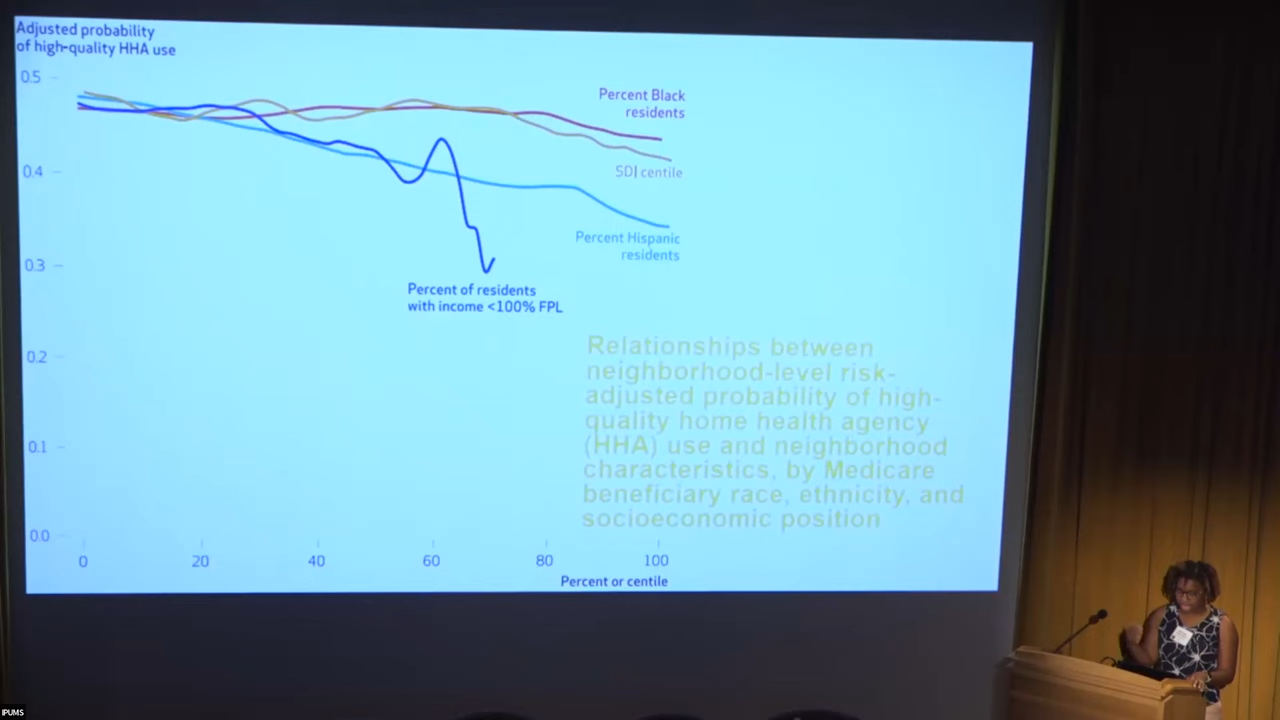 Adjusted probability
of high-quality HHA use
0.5
0.4
0.3
0.2
0.1
0.0
Percent Black
residents
SDI centile
Percent Hispanic
residents
Percent of residents
with income <100% FPL
Relationships between
neighborhood-level risk-
adjusted probability of high-
quality home health agency
(HHA) use and neighborhood
characteristics, by Medicare
beneficiary race, ethnicity, and
socioeconomic position
0 20 40 60 80 100
Percent or centile
IPUMS